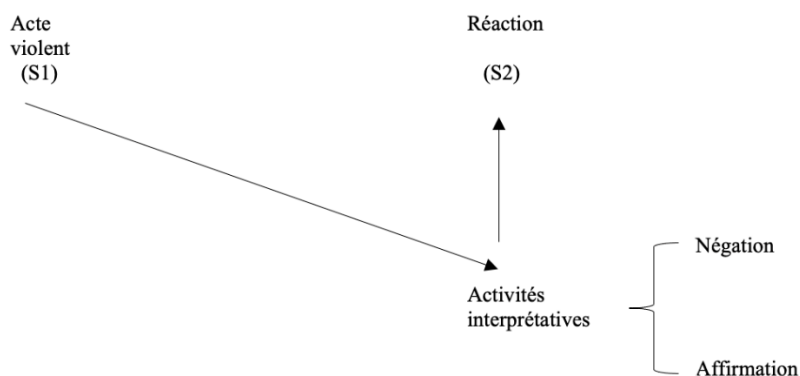 Acte
violent
(S1)
Réaction
(S2)
Activités
interprétatives
Négation
Affirmation